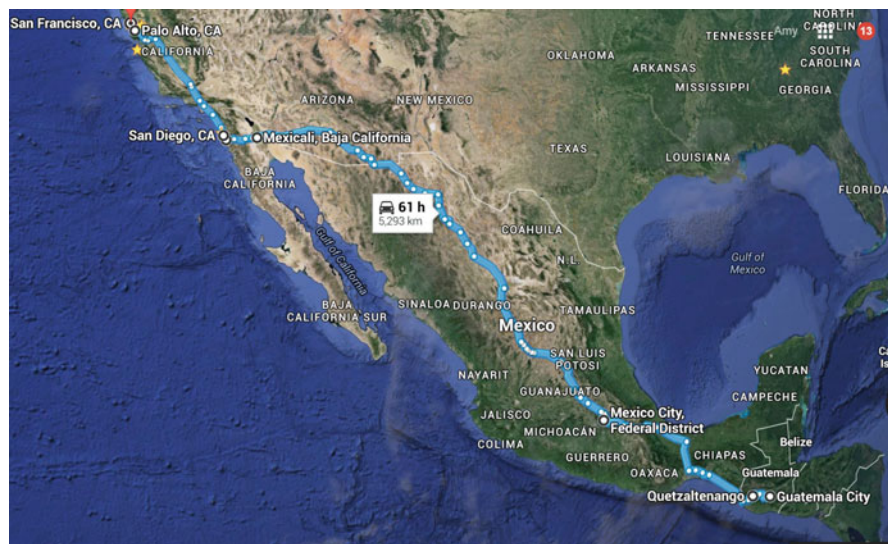 San Francisco, CA
Palo Alto, CA
CALIFORNIA
Amy
13
NORTH
CAROLINA
TENNESSEE
SOUTH
CAROLINA
OKLAHOMA
ARKANSAS
MISSISSIPPI
GEORGIA
ARIZONA
NEW MEXICO
San Diego, CA
Mexicali, Baja California
TEXAS
LOUISIANA
BAJA
CALIFORNIA
FLORIDA
61 h
5,293 km
COAHUILA
Gulf of California
Gulf of
Mexico
N.L.
BAJA
CALIFORNIA SUR
SINALOA
DURANGO
TAMAULIPAS
Mexico
SAN LUIS
POTOSI
NAYARIT
YUCATAN
GUANAJUATO
CAMPECHE
JALISCO
Mexico City,
Federal District
MICHOACÁN
COLIMA
Belize
GUERRERO
CHIAPAS
OAXACA
Guatemala
Quetzaltenango
Guatemala City